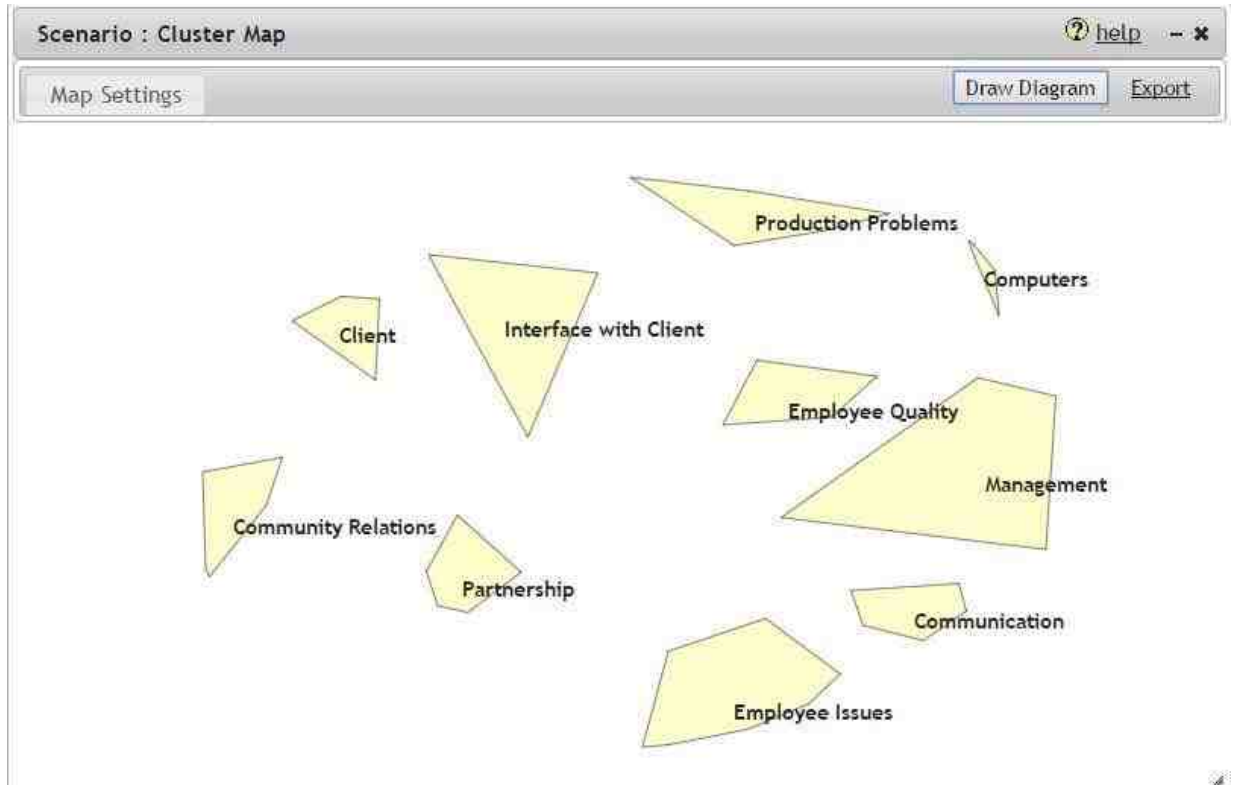 Scenario : Cluster Map
help
Map Settings
Draw Diagram
Export
Production Problems
Computers
Client
Interface with Client
Employee Quality
Management
Community Relations
Partnership
Communication
Employee Issues